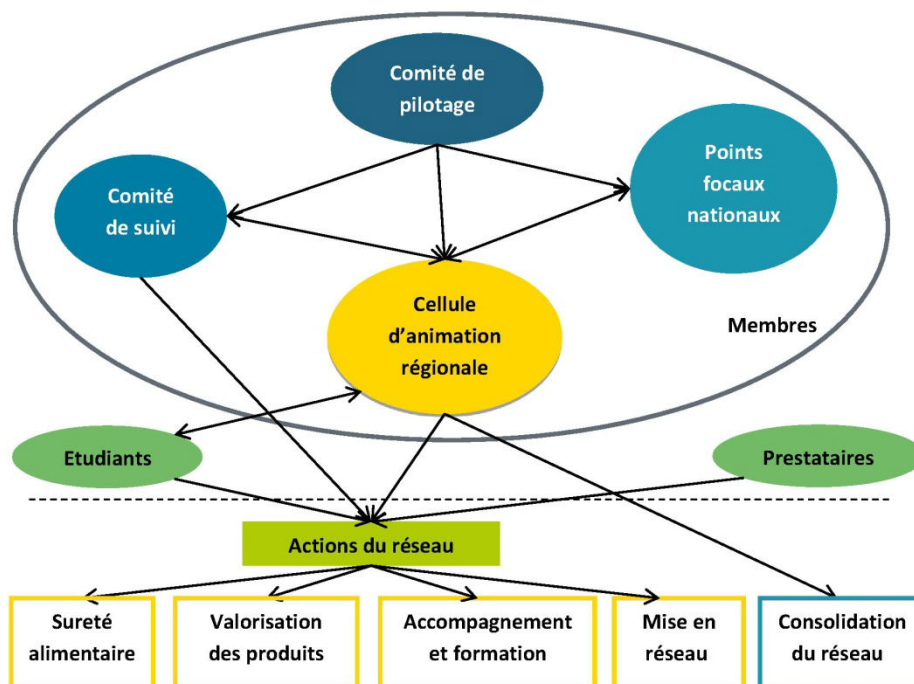 Comité de
pilotage
Points
focaux
nationaux
Comité
de suivi
Cellule
d'animation
régionale
Membres
Etudiants
Prestataires
Actions du réseau
Sureté
alimentaire
Valorisation
des produits
Accompagnement
et formation
Mise en
réseau
Consolidation
du réseau